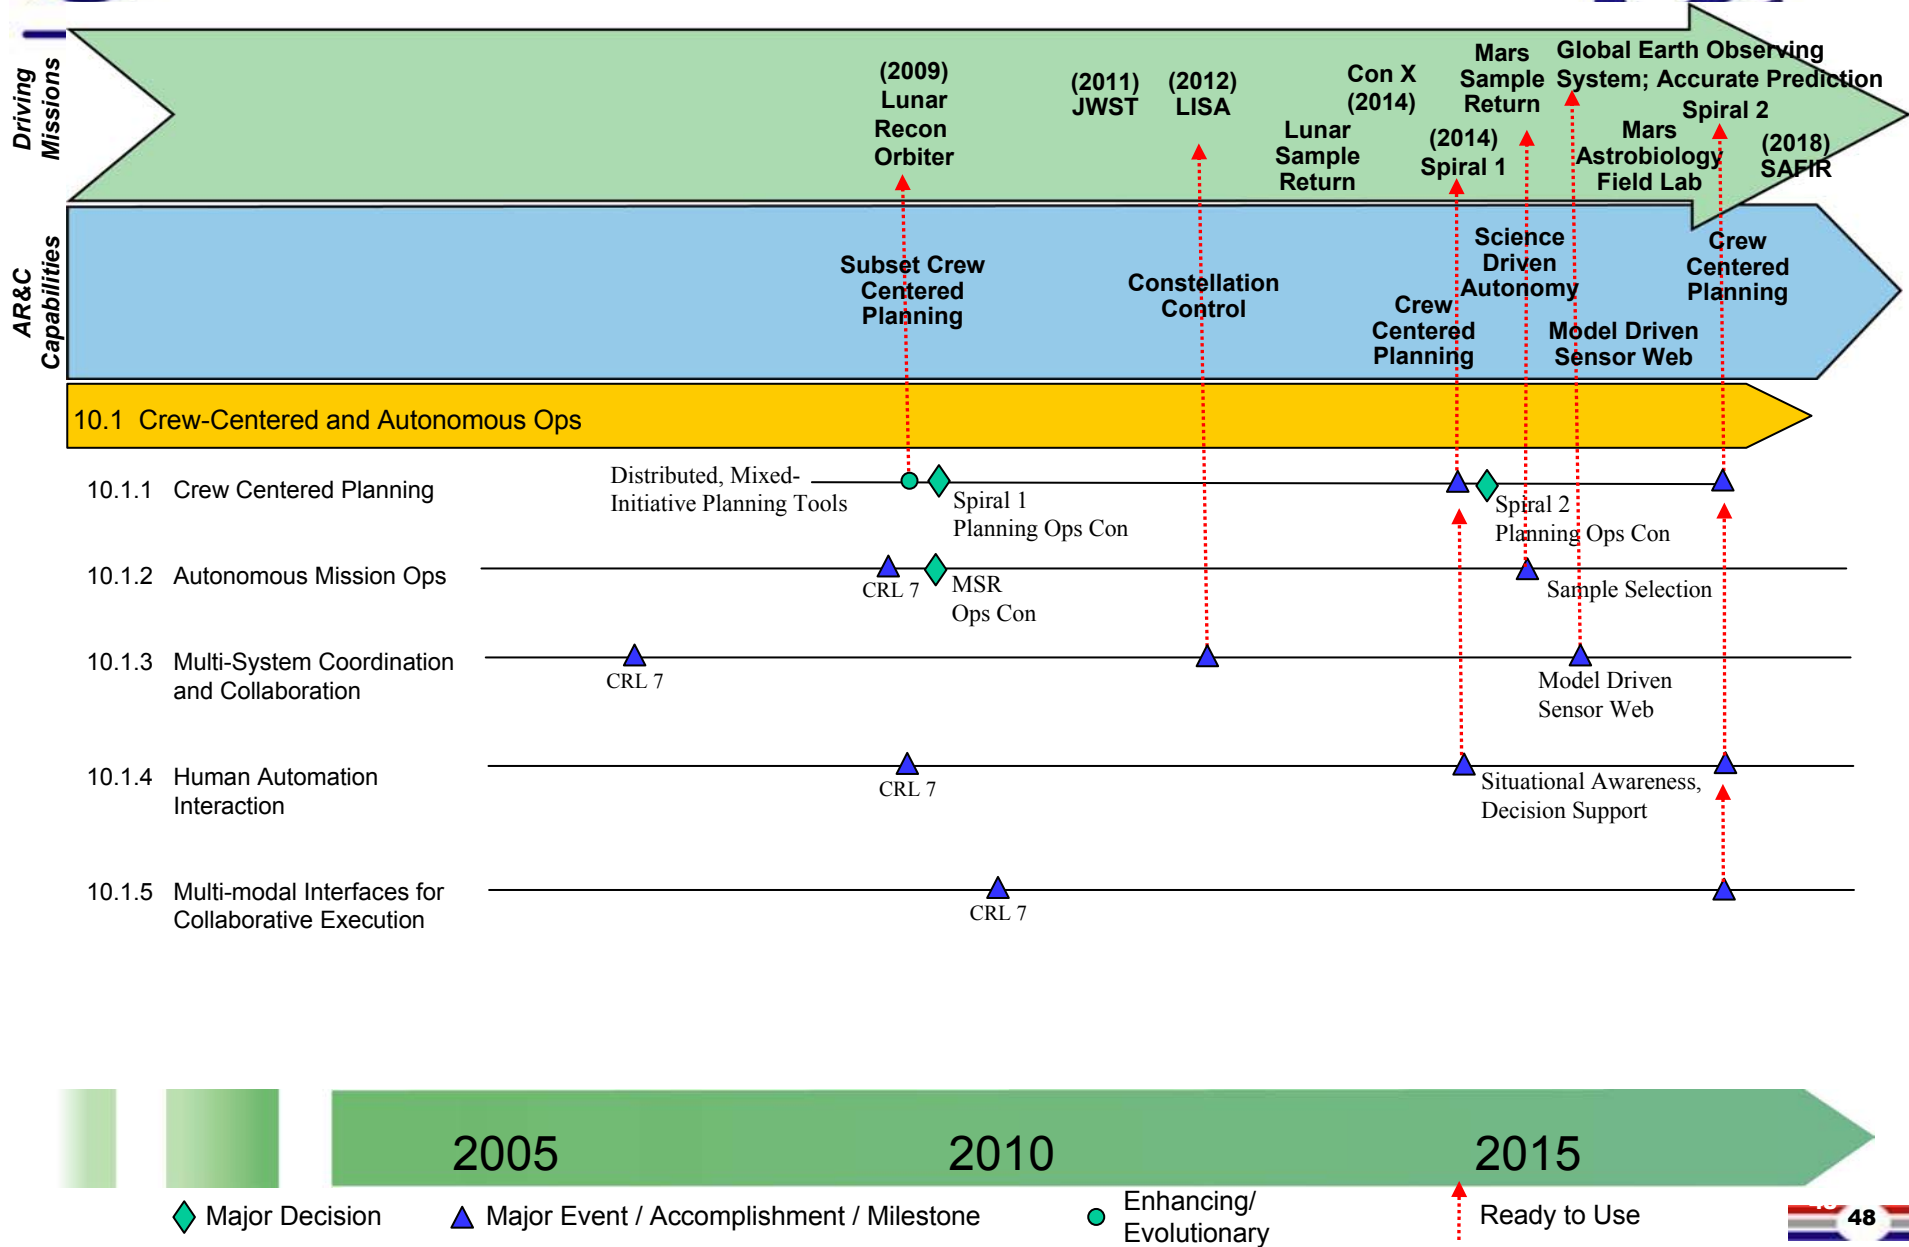 Driving
Missions
(2009)
Lunar
Recon
Orbiter
(2011)
JWST
(2012)
LISA
Lunar
Sample
Return
Con X
(2014)
(2014)
Spiral 1
Mars
Sample
Return
Global Earth Observing
System; Accurate Prediction
Mars
Astrobiology
Field Lab
Spiral 2
(2018)
SAFIR
AR&C
Capabilities
Subset Crew
Centered
Planning
Constellation
Control
Crew
Centered
Planning
Science
Driven
Autonomy
Model Driven
Sensor Web
Crew
Centered
Planning
10.1 Crew-Centered and Autonomous Ops
10.1.1 Crew Centered Planning
Distributed, Mixed-
Initiative Planning Tools
Spiral 1
Planning Ops Con
Spiral 2
Planning Ops Con
10.1.2 Autonomous Mission Ops
CRL 7
MSR
Ops Con
Sample Selection
10.1.3 Multi-System Coordination
and Collaboration
CRL 7
Model Driven
Sensor Web
10.1.4 Human Automation
Interaction
CRL 7
Situational Awareness,
Decision Support
10.1.5 Multi-modal Interfaces for
Collaborative Execution
CRL 7
2005
2010
2015
Major Decision
Major Event / Accomplishment / Milestone
Enhancing/
Evolutionary
Ready to Use
48